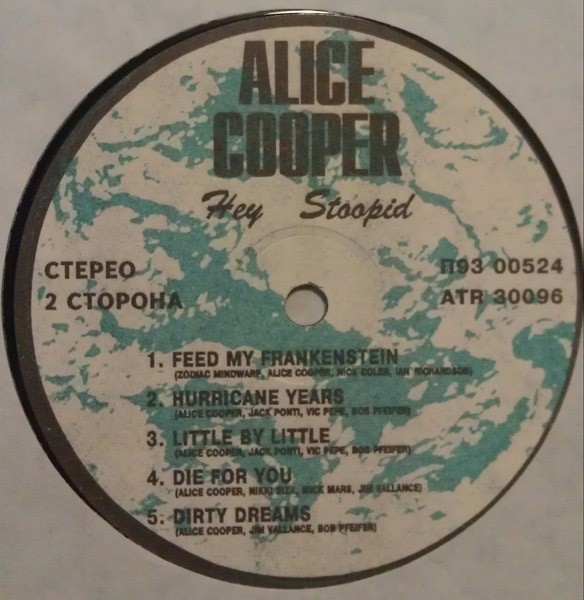 ALICE
COOPER
Hey Stoopid
СТЕРЕО
2 СТОРОНА
П93 00524
ATR 30096
1. FEED MY FRANKENSTEIN
(ZODIAC MINDWARP, ALICE COOPER, NICK COLER, IAN RICHARDSON)
2. HURRICANE YEARS
(ALICE COOPER, JACK PONTI, VIC PEPE, BOB PFEIFER)
3. LITTLE BY LITTLE
(ALICE COOPER, JACK PONTI, VIC PEPE, BOB PFEIFER)
4. DIE FOR YOU
(ALICE COOPER, NIKKI SIXX, MICK MARS, JIM VALLANCE)
5. DIRTY DREAMS
(ALICE COOPER, JIM VALLANCE, BOB PFEIFER)